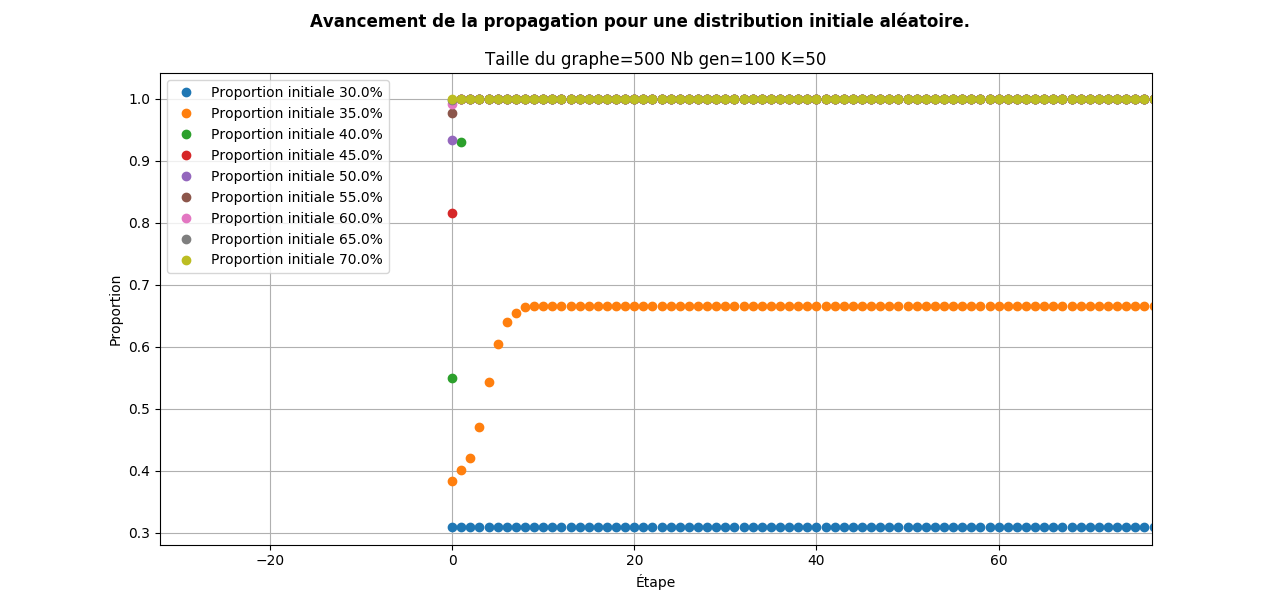 Avancement de la propagation pour une distribution initiale aléatoire.
Taille du graphe=500 Nb gen=100 K=50
Proportion initiale 30.0%
Proportion initiale 35.0%
Proportion initiale 40.0%
Proportion initiale 45.0%
Proportion initiale 50.0%
Proportion initiale 55.0%
Proportion initiale 60.0%
Proportion initiale 65.0%
Proportion initiale 70.0%
Proportion
1.0
0.9
0.8
0.7
0.6
0.5
0.4
0.3
−20
0
20
40
60
Étape